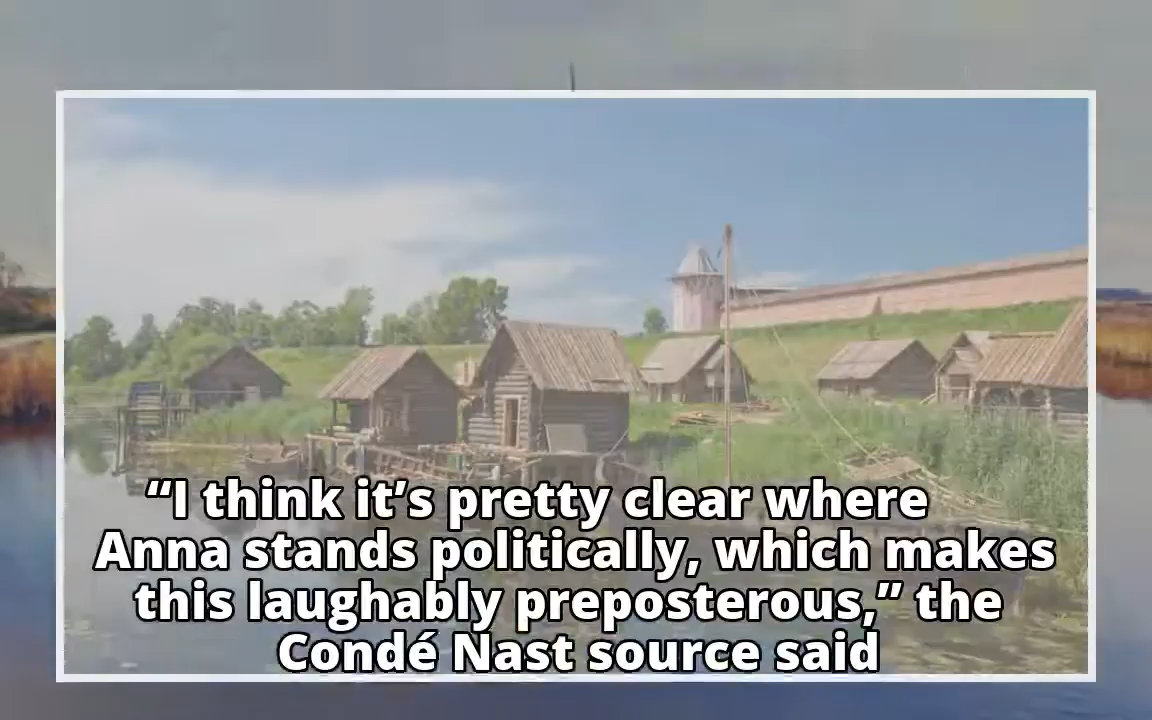 “I think it’s pretty clear where
Anna stands politically, which makes
this laughably preposterous,” the
Condé Nast source said